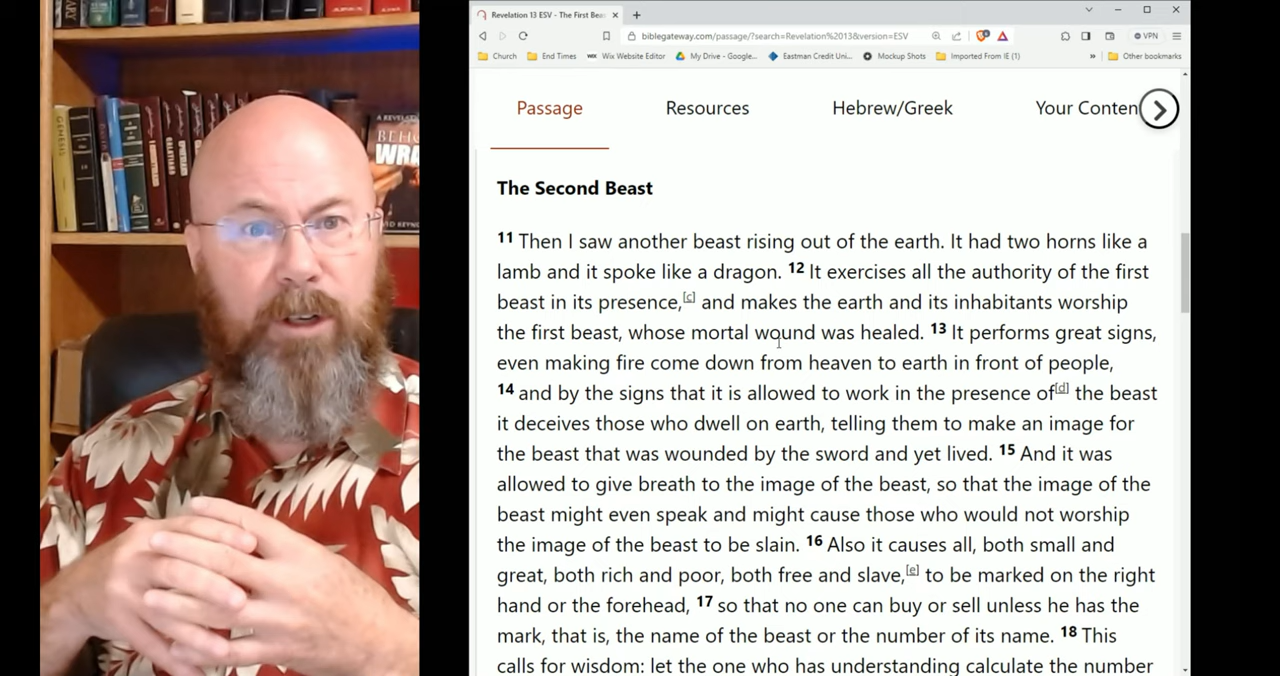 GENESIS
GALATIANS
A REVELATION
BEHO
WRA
Revelation 13 ESV - The First Bea
biblegateway.com/passage/?search=Revelation%2013&version=ESV
VPN
Church End Times WIX Wix Website Editor My Drive - Google... Eastman Credit Uni... Mockup Shots Imported From IE (1) » Other bookmarks
Passage Resources Hebrew/Greek Your Conten
The Second Beast
11 Then I saw another beast rising out of the earth. It had two horns like a
lamb and it spoke like a dragon. 12 It exercises all the authority of the first
beast in its presence,[c] and makes the earth and its inhabitants worship
the first beast, whose mortal wound was healed. 13 It performs great signs,
even making fire come down from heaven to earth in front of people,
14 and by the signs that it is allowed to work in the presence of[d] the beast
it deceives those who dwell on earth, telling them to make an image for
the beast that was wounded by the sword and yet lived. 15 And it was
allowed to give breath to the image of the beast, so that the image of the
beast might even speak and might cause those who would not worship
the image of the beast to be slain. 16 Also it causes all, both small and
great, both rich and poor, both free and slave,[e] to be marked on the right
hand or the forehead, 17 so that no one can buy or sell unless he has the
mark, that is, the name of the beast or the number of its name. 18 This
calls for wisdom: let the one who has understanding calculate the number